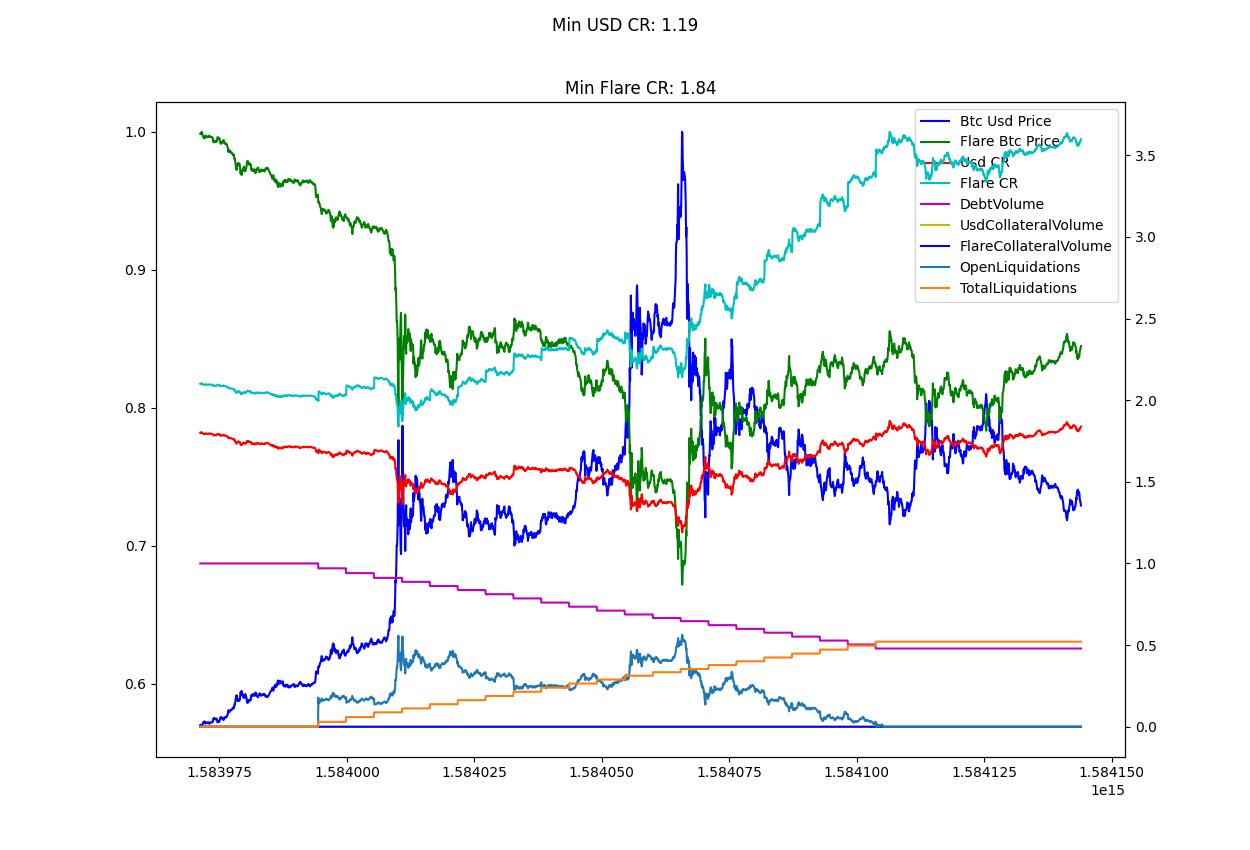 Min USD CR: 1.19
Min Flare CR: 1.84
1.0
0.9
0.8
0.7
0.6
Btc Usd Price
Flare Btc Price
Usd CR
Flare CR
DebtVolume
UsdCollateralVolume
FlareCollateralVolume
OpenLiquidations
TotalLiquidations
3.5
3.0
2.5
2.0
1.5
1.0
0.5
0.0
1.583975 1.584000 1.584025 1.584050 1.584075 1.584100 1.584125 1.584150
1e15